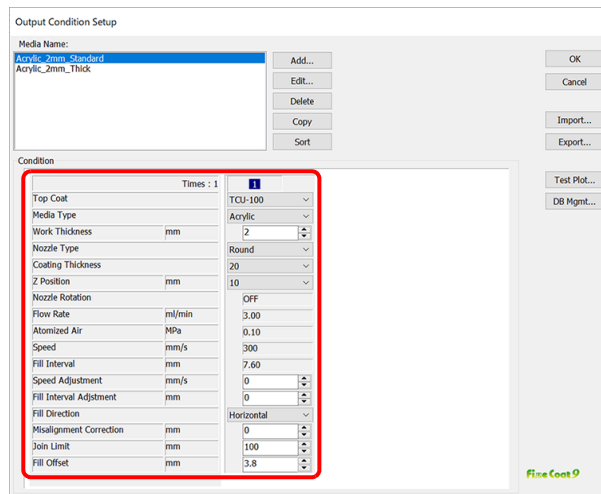 Output Condition Setup
Media Name:
Acrylic_2mm_Standard
Acrylic_2mm_Thick
Add...
Edit...
Delete
Copy
Sort
OK
Cancel
Import...
Export...
Test Plot...
DB Mgmt...
Condition
Times : 1 1
Top Coat TCU-100
Media Type Acrylic
Work Thickness mm 2
Nozzle Type Round
Coating Thickness 20
Z Position mm 10
Nozzle Rotation OFF
Flow Rate ml/min 3.00
Atomized Air MPa 0.10
Speed mm/s 300
Fill Interval mm 7.60
Speed Adjustment mm/s 0
Fill Interval Adjstment mm 0
Fill Direction Horizontal
Misalignment Correction mm 0
Join Limit mm 100
Fill Offset mm 3.8
Fine Coat 9